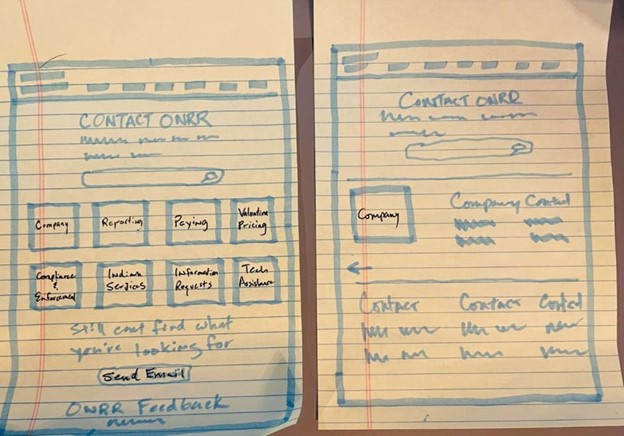 CONTACT ONRR
Company
Reporting
Paying
Valuation
Pricing
Compliance
&
Enforcement
Indian
Services
Information
Requests
Tech
Assistance
Still cant find what
you're looking for
Send Email
ONRR Feedback
CONTACT ONRR
Company
Company Contact
Contact Contact Contact